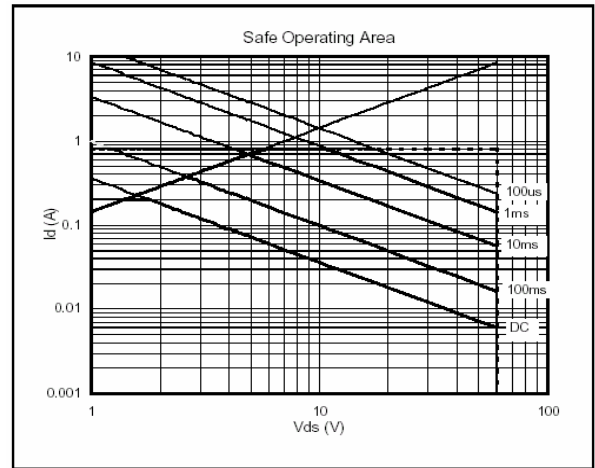 Safe Operating Area
10
1
0.1
0.01
0.001
Id (A)
100us
1ms
10ms
100ms
DC
1
10
100
Vds (V)